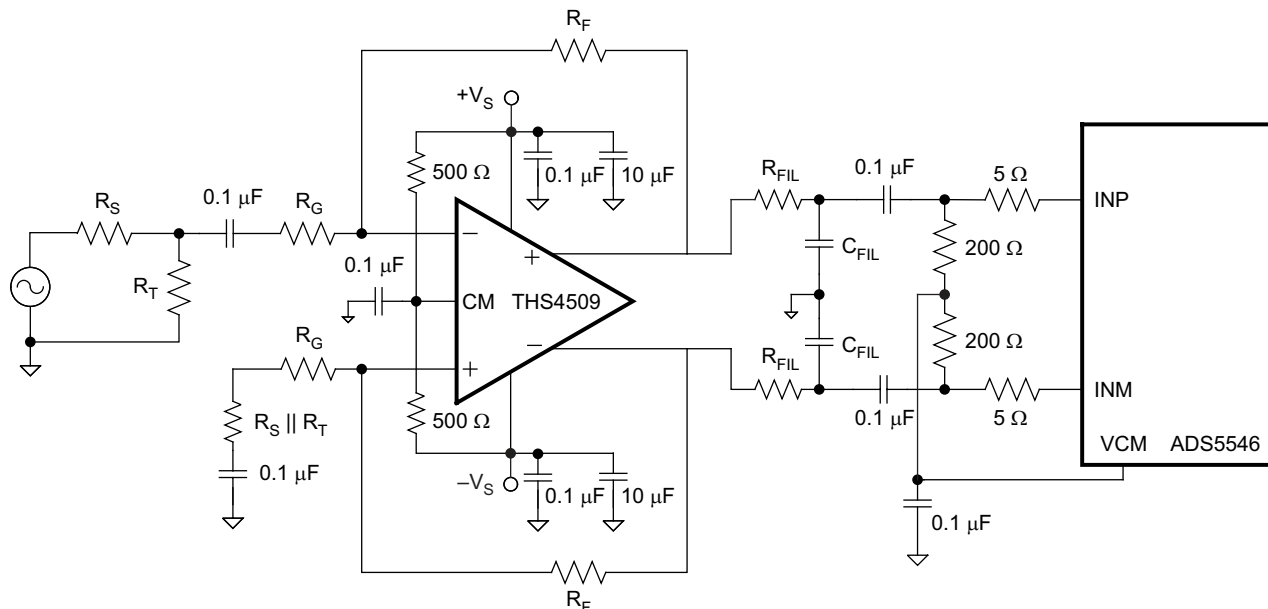 R_F
+V_S
500 Ω
0.1 μF
10 μF
R_S
0.1 μF
R_G
R_T
0.1 μF
CM
THS4509
−
+
+
−
R_G
R_S || R_T
0.1 μF
500 Ω
−V_S
0.1 μF
10 μF
R_F
R_FIL
0.1 μF
5 Ω
INP
C_FIL
200 Ω
C_FIL
200 Ω
R_FIL
0.1 μF
5 Ω
INM
VCM
ADS5546
0.1 μF